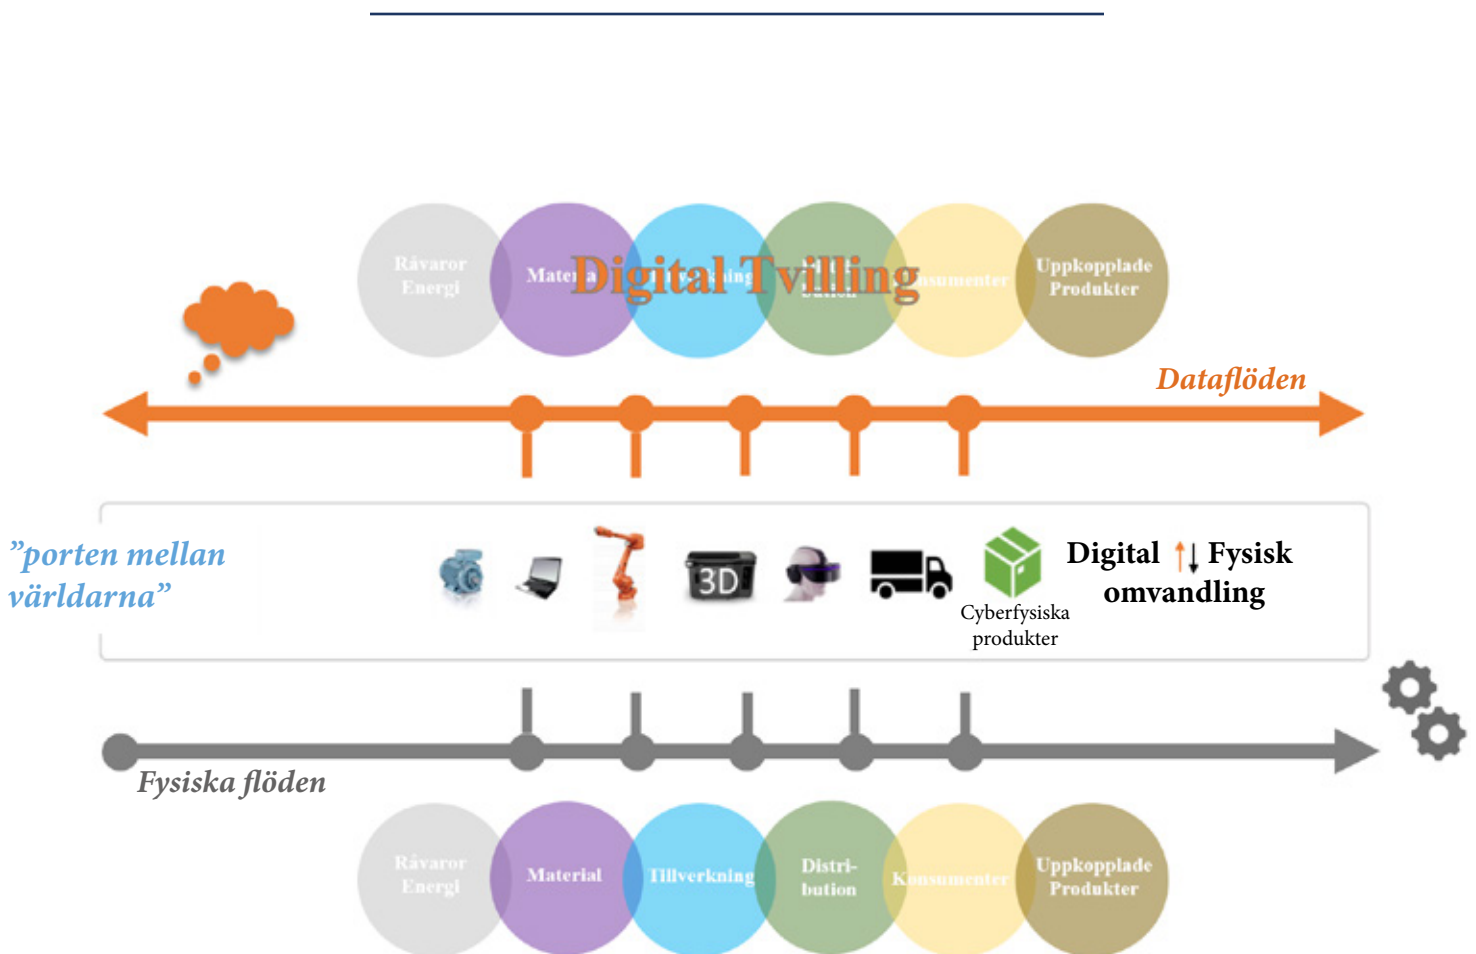 Råvaror
Energi
Material
Digital Tvilling
Uppkopplade
Produkter
Dataflöden
”porten mellan
världarna”
3D
Cyberfysiska
produkter
Digital Fysisk
omvandling
Fysiska flöden
Råvaror
Energi
Material
Tillverkning
Distri-
bution
Konsumenter
Uppkopplade
Produkter